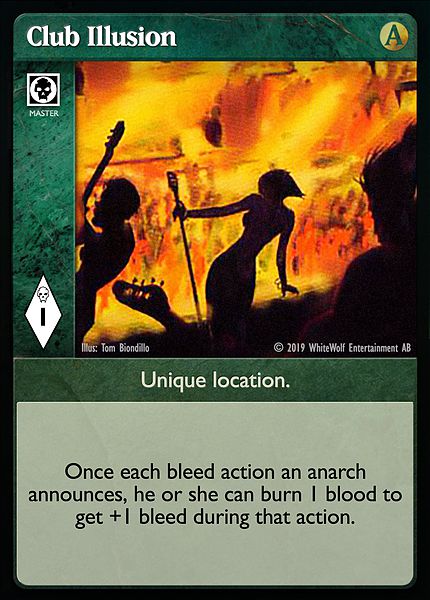 Club Illusion
A
MASTER
1
Illus: Tom Biondillo
© 2019 WhiteWolf Entertainment AB
Unique location.
Once each bleed action an anarch
announces, he or she can burn 1 blood to
get +1 bleed during that action.